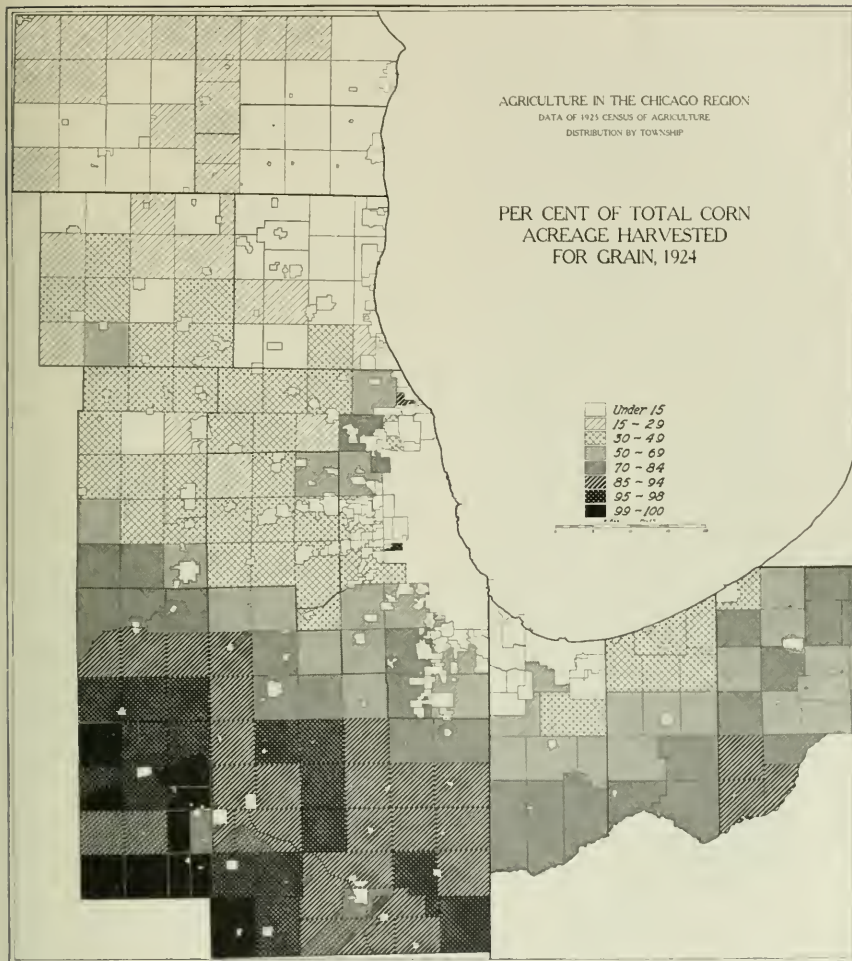 AGRICULTURE IN THE CHICAGO REGION
DATA OF 1925 CENSUS OF AGRICULTURE
DISTRIBUTION BY TOWNSHIP
PER CENT OF TOTAL CORN
ACREAGE HARVESTED
FOR GRAIN, 1924
Under 15
15 - 29
30 - 49
50 - 69
70 - 84
85 - 94
95 - 98
99 - 100